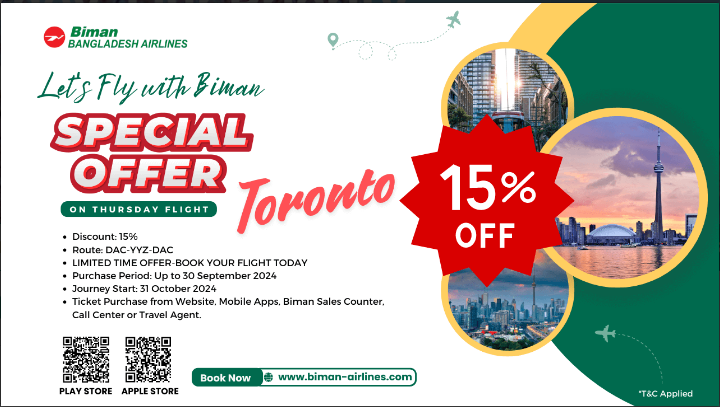 Biman
BANGLADESH AIRLINES
Let's Fly with Biman
SPECIAL
OFFER
ON THURSDAY FLIGHT
Toronto
15%
OFF
Discount: 15%
Route: DAC-YYZ-DAC
LIMITED TIME OFFER-BOOK YOUR FLIGHT TODAY
Purchase Period: Up to 30 September 2024
Journey Start: 31 October 2024
Ticket Purchase from Website, Mobile Apps, Biman Sales Counter,
Call Center or Travel Agent.
PLAY STORE
APPLE STORE
Book Now
www.biman-airlines.com
*T&C Applied